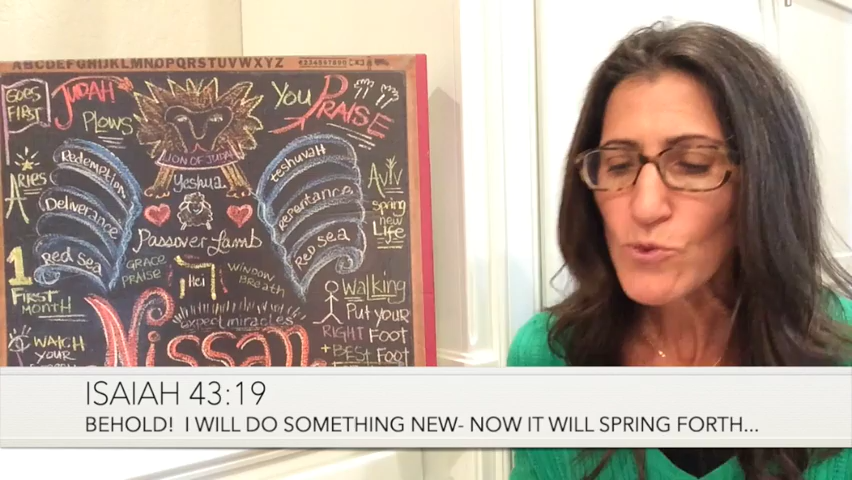 ABCDEFGHIJKLMNOPQRSTUVWXYZ
GOES
FIRST
JUDAH
PLOWS
YOU
PRAISE
LION OF JUDAH
Yeshua
Redemption
Deliverance
Red Sea
teshuvah
Repentance
Red Sea
ARIES
AVIV
spring
new
Life
Passover Lamb
GRACE
PRAISE
Hei
WINDOW
BREATH
expect miracles
1
FIRST
MONTH
WALKING
PUT YOUR
RIGHT FOOT
+ BEST FOOT
WATCH
YOUR
Nissan
ISAIAH 43:19
BEHOLD!  I WILL DO SOMETHING NEW- NOW IT WILL SPRING FORTH...